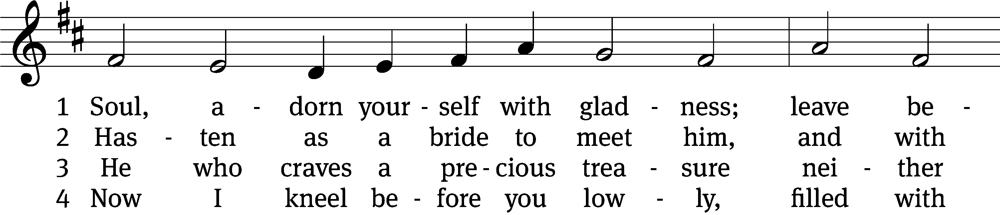 1 Soul, a - dorn your - self with glad - ness; leave be -
2 Has - ten as a bride to meet him, and with
3 He who craves a pre - cious trea - sure nei - ther
4 Now I kneel be - fore you low - ly, filled with